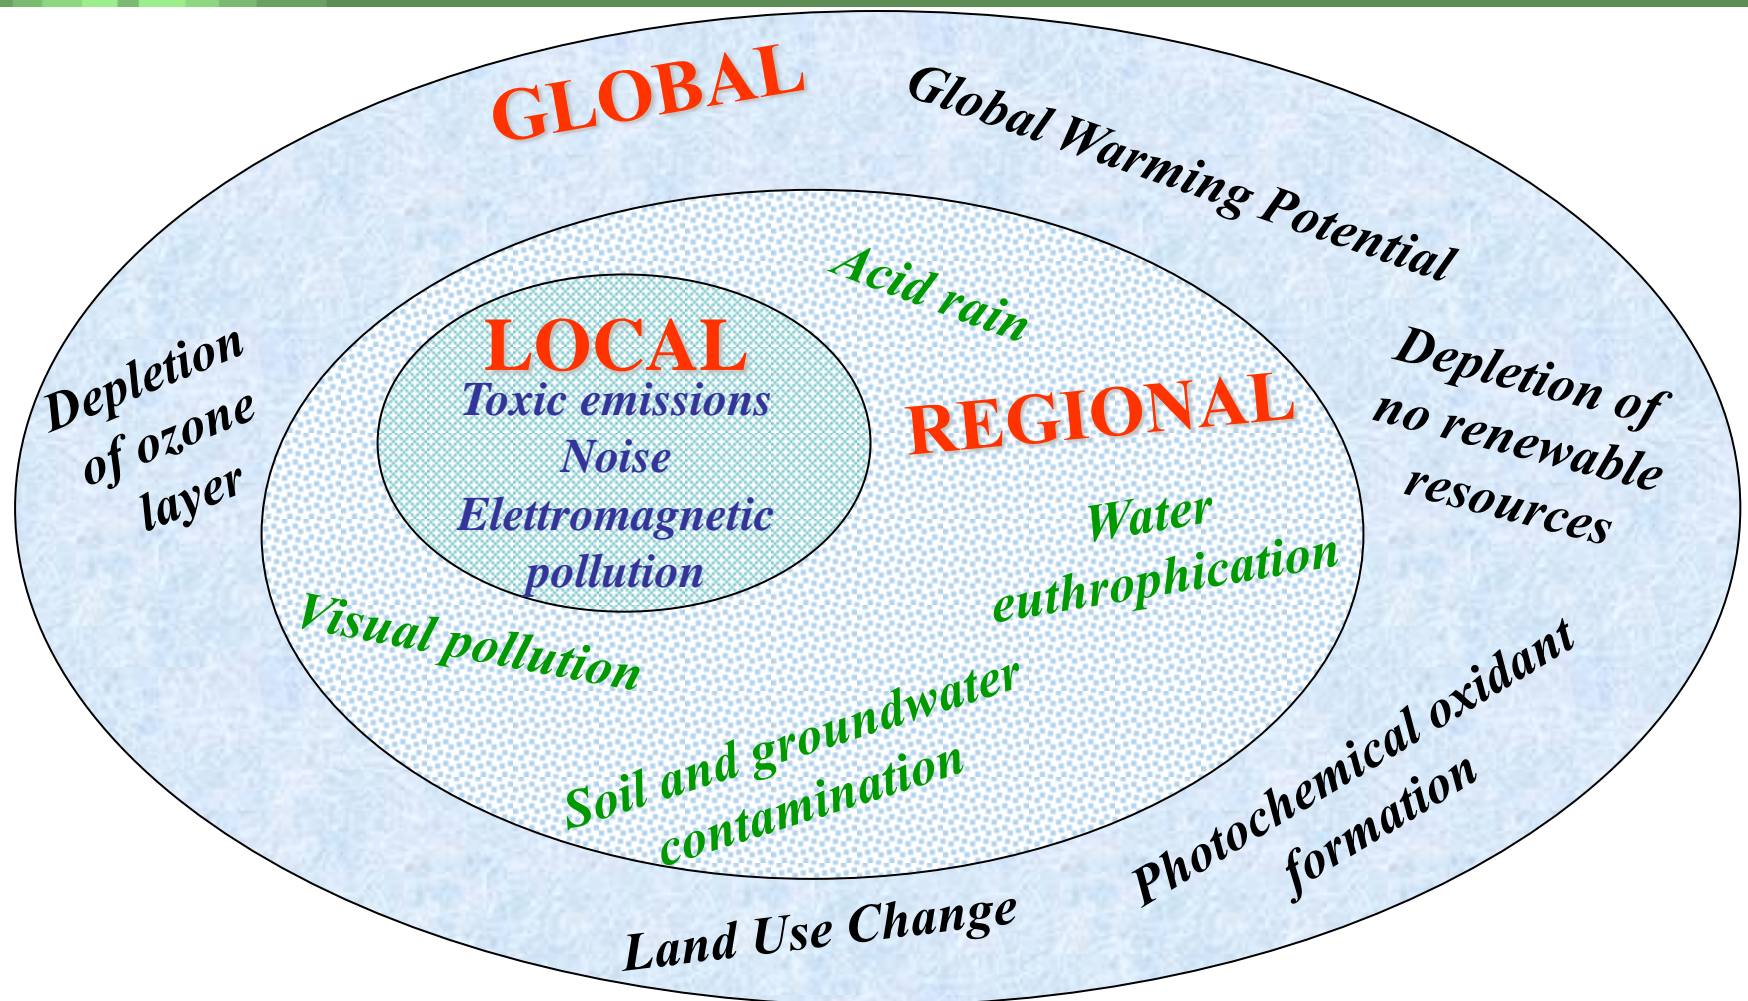 GLOBAL
Global Warming Potential
Acid rain
LOCAL
Toxic emissions
Noise
Elettromagnetic
pollution
REGIONAL
Depletion
of ozone
layer
Depletion of
no renewable
resources
Water
euthrophication
Visual pollution
Soil and groundwater
contamination
Photochemical oxidant
formation
Land Use Change